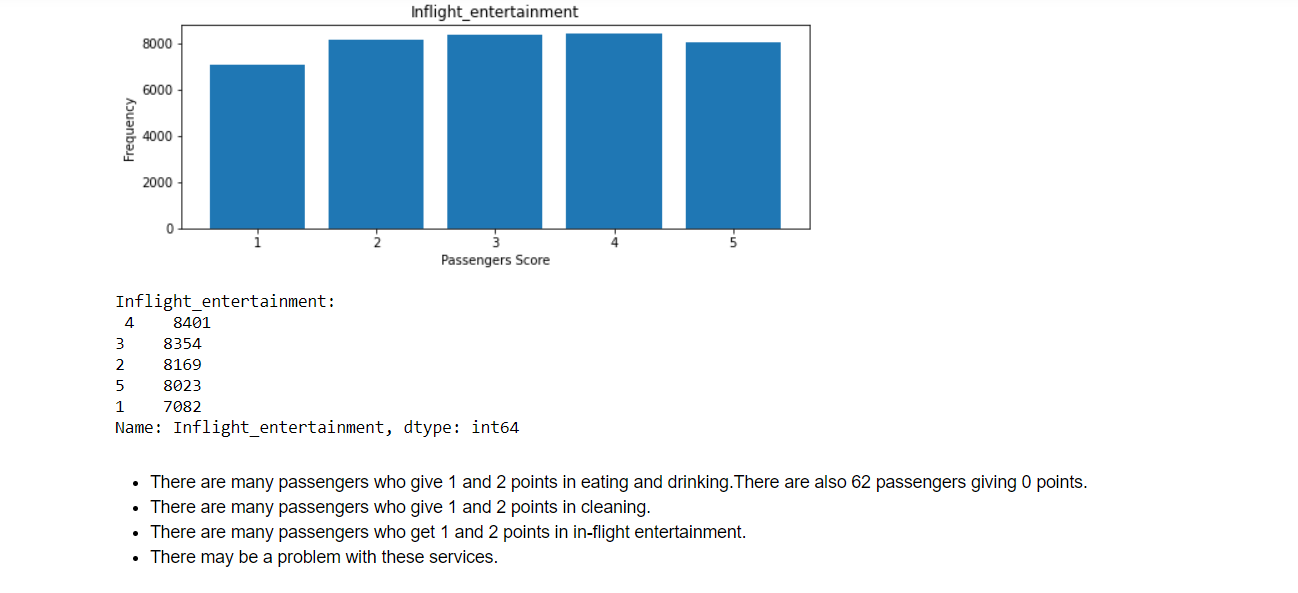 Inflight_entertainment
8000
6000
4000
2000
0
Frequency
1 2 3 4 5
Passengers Score
Inflight_entertainment:
4 8401
3 8354
2 8169
5 8023
1 7082
Name: Inflight_entertainment, dtype: int64
• There are many passengers who give 1 and 2 points in eating and drinking.There are also 62 passengers giving 0 points.
• There are many passengers who give 1 and 2 points in cleaning.
• There are many passengers who get 1 and 2 points in in-flight entertainment.
• There may be a problem with these services.